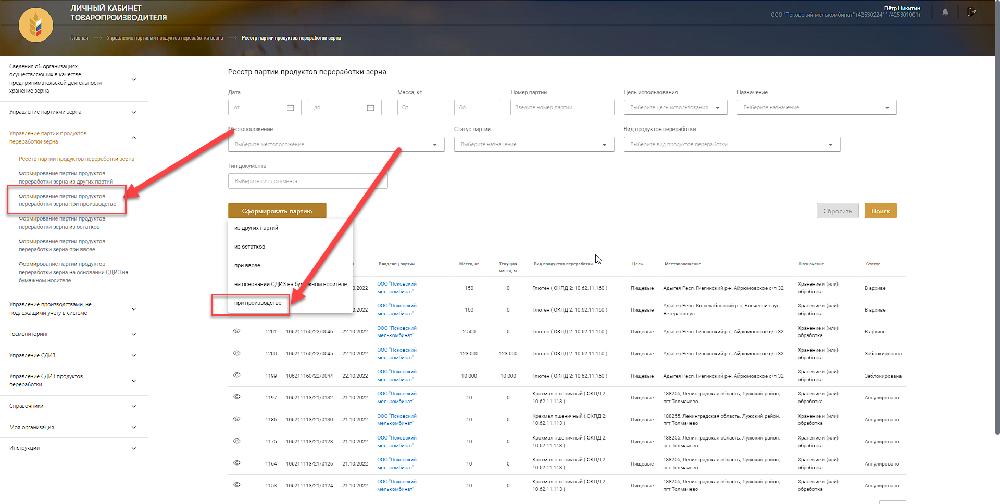 ЛИЧНЫЙ КАБИНЕТ
ТОВАРОПРОИЗВОДИТЕЛЯ
Пётр Никитин
ООО "Псковский мелькомбинат" (4253022411/425301001)
Главная
Управление партиями продуктов переработки зерна
Реестр партии продуктов переработки зерна
Сведения об организациях,
осуществляющих в качестве
предпринимательской деятельности
хранение зерна
Управление партиями зерна
Управление партии продуктов
переработки зерна
Реестр партии продуктов переработки зерна
Формирование партии продуктов
переработки зерна из других партий
Формирование партии продуктов
переработки зерна при производстве
Формирование партии продуктов
переработки зерна из остатков
Формирование партии продуктов
переработки зерна при ввозе
Формирование партии продуктов
переработки зерна на основании СДИЗ на
бумажном носителе
Управление производствами, не
подлежащими учету в системе
Госмониторинг
Управление СДИЗ
Управление СДИЗ продуктов
переработки
Справочники
Моя организация
Инструкции
Реестр партии продуктов переработки зерна
Дата
Масса, кг
Номер партии
Цель использования
Назначение
от
до
От
До
Введите номер партии
Выберите цель использования
Выберите назначение
Местоположение
Статус партии
Вид продуктов переработки
Выберите местоположение
Выберите назначение
Выберите вид продуктов переработки
Тип документа
Выберите тип документа
Сформировать партию
Сбросить
Поиск
из других партий
из остатков
при ввозе
на основании СДИЗ на бумажном носителе
при производстве
Владелец партии
Масса, кг
Текущая
масса, кг
Вид продуктов переработки
Цель
Местоположение
Назначение
Статус
0.2022 ООО "Псковский мелькомбинат" 150 0 Глютен ( ОКПД 2: 10.62.11.160 ) Пищевые Адыгея Респ, Гиагинский р-н, Айрюмовское с/п 32 Хранение и (или) обработка В архиве
0.2022 ООО "Псковский мелькомбинат" 160 0 Глютен ( ОКПД 2: 10.62.11.160 ) Пищевые Адыгея Респ, Кошехабльский р-н, Блечепсин аул, Ветеранов ул Хранение и (или) обработка В архиве
1201 106211160/22/0046 22.10.2022 ООО "Псковский мелькомбинат" 2 500 0 Глютен ( ОКПД 2: 10.62.11.160 ) Пищевые Адыгея Респ, Гиагинский р-н, Айрюмовское с/п 32 Хранение и (или) обработка В архиве
1200 106211160/22/0045 22.10.2022 ООО "Псковский мелькомбинат" 123 000 123 000 Глютен ( ОКПД 2: 10.62.11.160 ) Пищевые Адыгея Респ, Гиагинский р-н, Айрюмовское с/п 32 Хранение и (или) обработка Заблокирована
1199 106211160/22/0044 22.10.2022 ООО "Псковский мелькомбинат" 10 000 10 000 Глютен ( ОКПД 2: 10.62.11.160 ) Пищевые Адыгея Респ, Гиагинский р-н, Айрюмовское с/п 32 Хранение и (или) обработка Заблокирована
1197 106211113/21/0132 21.10.2022 ООО "Псковский мелькомбинат" 10 0 Крахмал пшеничный ( ОКПД 2: 10.62.11.113 ) Пищевые 188255, Ленинградская область, Лужский район, пгт Толмачево Хранение и (или) обработка Аннулировано
1186 106211113/21/0130 21.10.2022 ООО "Псковский мелькомбинат" 10 0 Крахмал пшеничный ( ОКПД 2: 10.62.11.113 ) Пищевые 188255, Ленинградская область, Лужский район, пгт Толмачево Хранение и (или) обработка Аннулировано
1175 106211113/21/0128 21.10.2022 ООО "Псковский мелькомбинат" 10 0 Крахмал пшеничный ( ОКПД 2: 10.62.11.113 ) Пищевые 188255, Ленинградская область, Лужский район, пгт Толмачево Хранение и (или) обработка Аннулировано
1164 106211113/21/0126 21.10.2022 ООО "Псковский мелькомбинат" 10 0 Крахмал пшеничный ( ОКПД 2: 10.62.11.113 ) Пищевые 188255, Ленинградская область, Лужский район, пгт Толмачево Хранение и (или) обработка Аннулировано
1153 106211113/21/0124 21.10.2022 ООО "Псковский мелькомбинат" 10 0 Крахмал пшеничный ( ОКПД 2: 10.62.11.113 ) Пищевые 188255, Ленинградская область, Лужский район, пгт Толмачево Хранение и (или) обработка Аннулировано